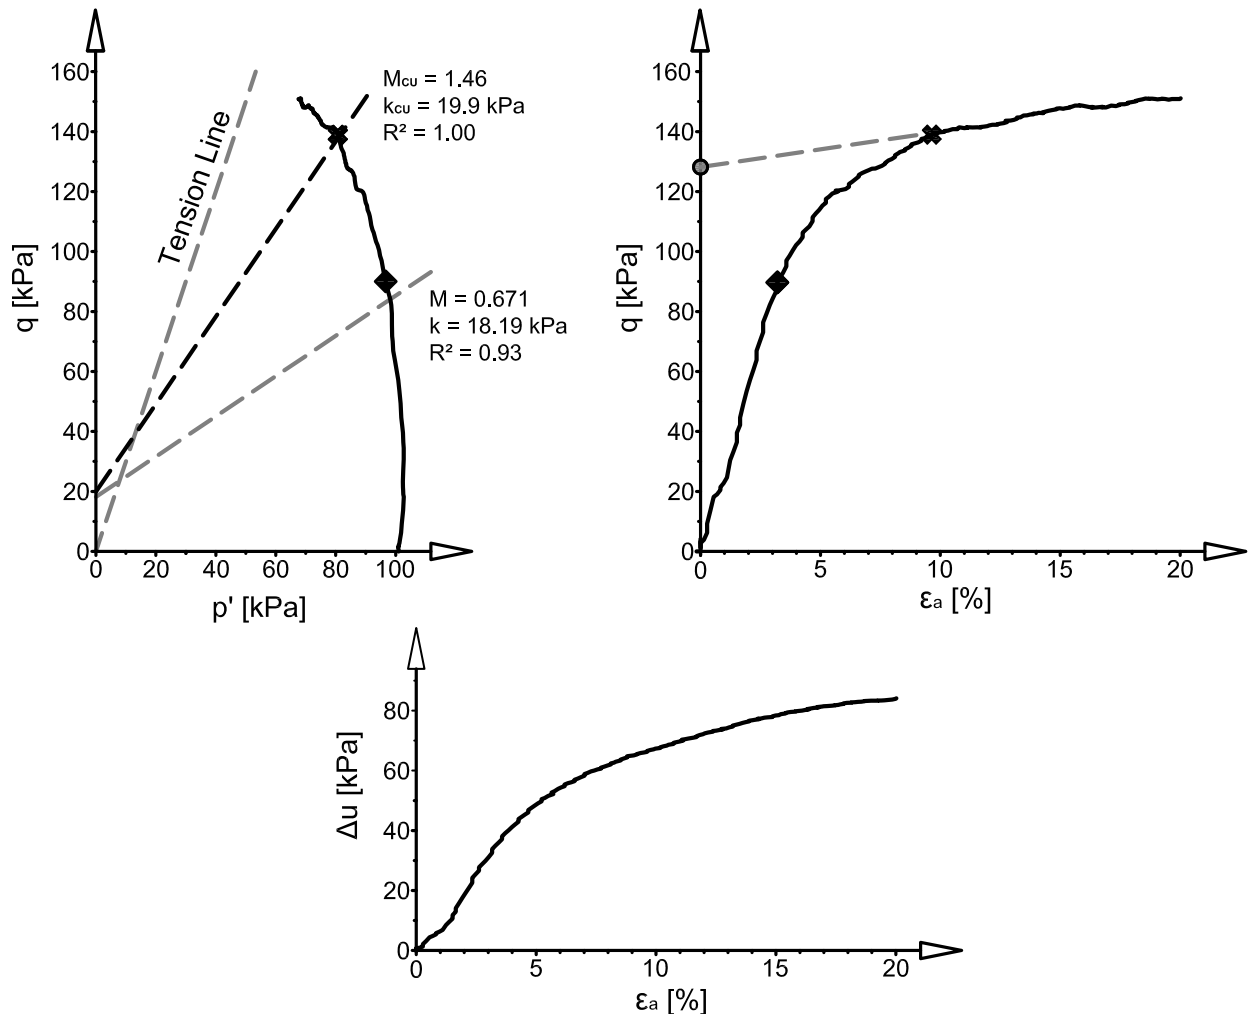 160
140
120
100
80
60
40
20
0
q [kPa]
0 20 40 60 80 100
p' [kPa]
Tension Line
Mcu = 1.46
kcu = 19.9 kPa
R² = 1.00
M = 0.671
k = 18.19 kPa
R² = 0.93
160
140
120
100
80
60
40
20
0
q [kPa]
0 5 10 15 20
εa [%]
80
60
40
20
0
Δu [kPa]
0 5 10 15 20
εa [%]